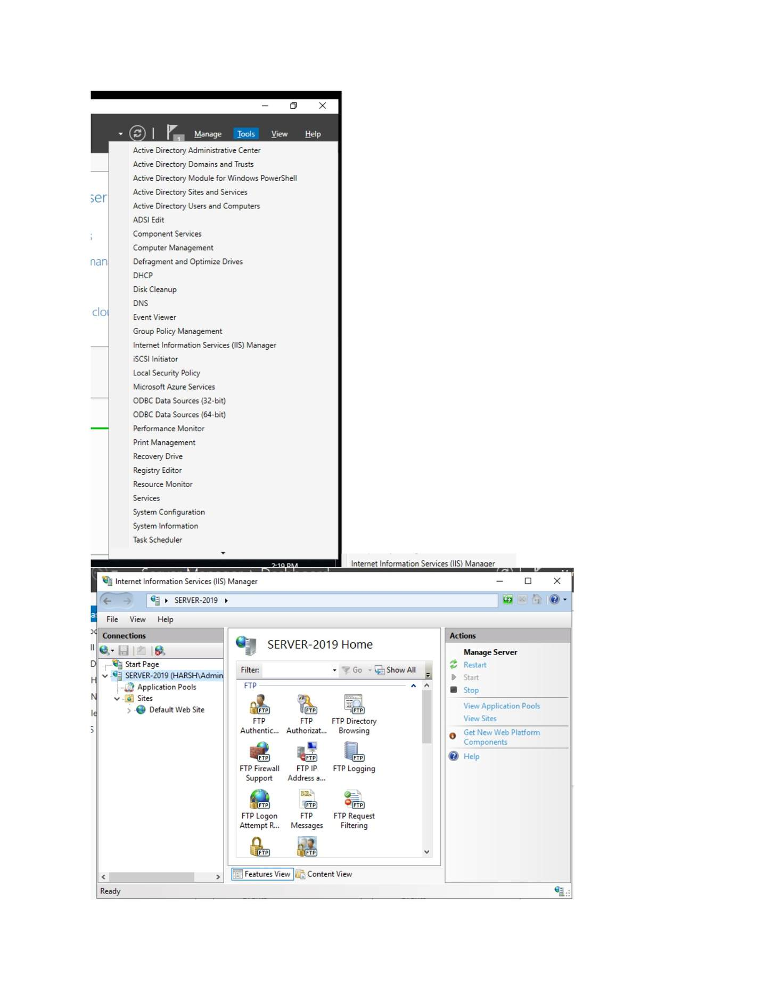 Manage Tools View Help
1
Active Directory Administrative Center
Active Directory Domains and Trusts
Active Directory Module for Windows PowerShell
Active Directory Sites and Services
Active Directory Users and Computers
ADSI Edit
Component Services
Computer Management
Defragment and Optimize Drives
DHCP
Disk Cleanup
DNS
Event Viewer
Group Policy Management
Internet Information Services (IIS) Manager
iSCSI Initiator
Local Security Policy
Microsoft Azure Services
ODBC Data Sources (32-bit)
ODBC Data Sources (64-bit)
Performance Monitor
Print Management
Recovery Drive
Registry Editor
Resource Monitor
Services
System Configuration
System Information
Task Scheduler
2:19 PM
Internet Information Services (IIS) Manager
Internet Information Services (IIS) Manager
SERVER-2019
File View Help
Connections
Start Page
SERVER-2019 (HARSH\Admin
Application Pools
Sites
Default Web Site
SERVER-2019 Home
Filter: Go Show All
FTP
FTP Authentic...
FTP Authorizat...
FTP Directory Browsing
FTP Firewall Support
FTP IP Address a...
FTP Logging
FTP Logon Attempt R...
FTP Messages
FTP Request Filtering
Features View Content View
Actions
Manage Server
Restart
Start
Stop
View Application Pools
View Sites
Get New Web Platform
Components
Help
Ready